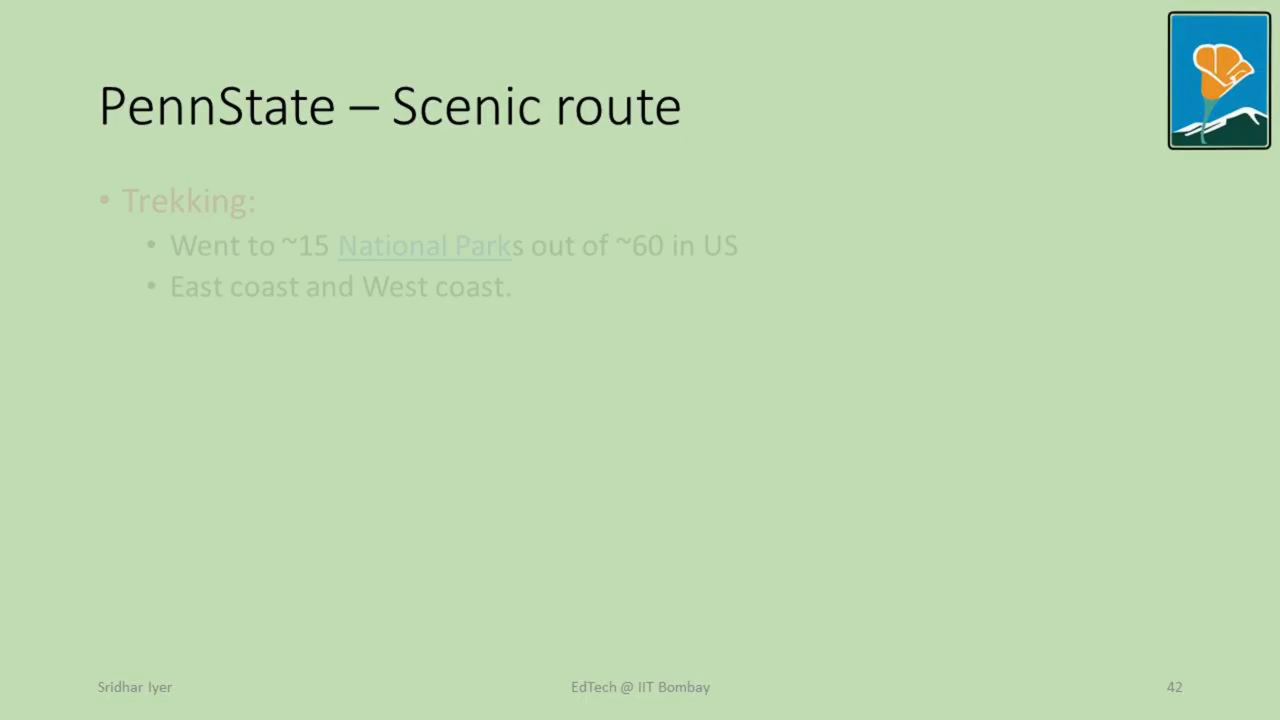 PennState – Scenic route
• Trekking:
• Went to ~15 National Parks out of ~60 in US
• East coast and West coast.
Sridhar Iyer
EdTech @ IIT Bombay
42